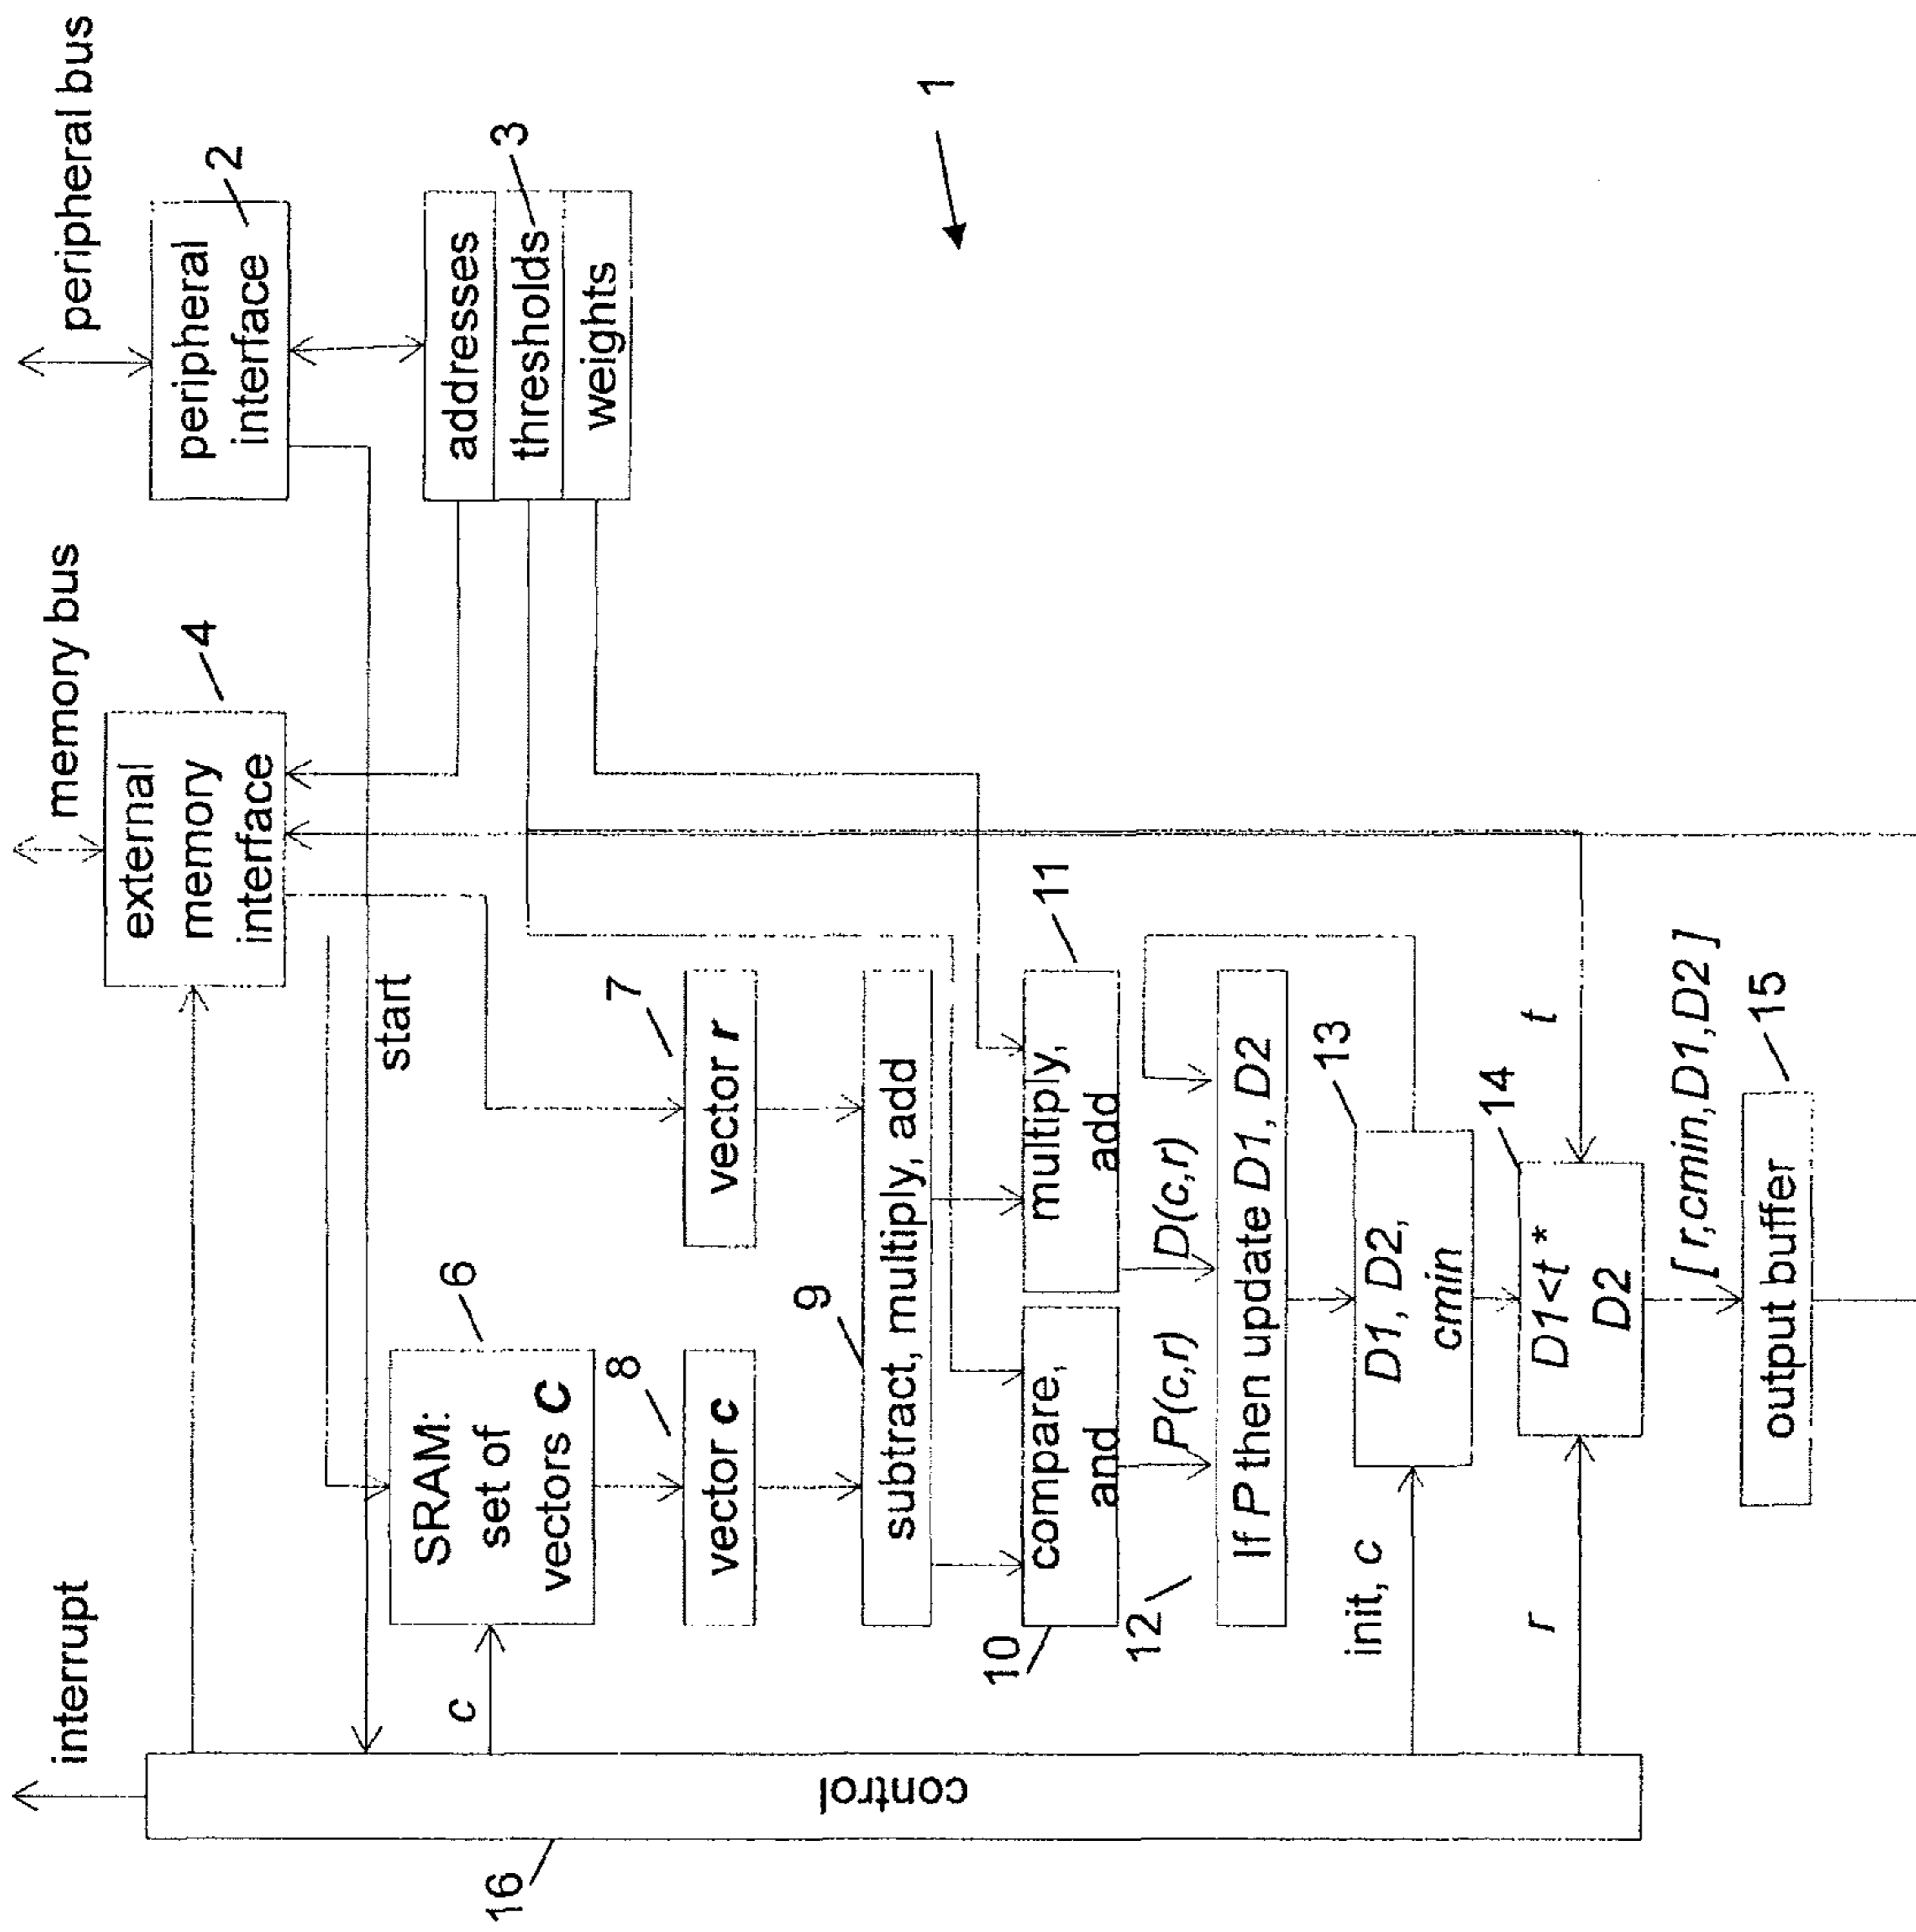 interrupt
memory bus
peripheral bus
external
memory
interface
4
peripheral
interface
2
start
addresses
thresholds
weights
3
1
control
16
c
SRAM:
set of
vectors C
6
vector r
7
vector c
8
subtract, multiply, add
9
compare,
and
10
multiply,
add
11
P(c,r)
D(c,r)
12
If P then update D1, D2
init, c
D1, D2,
cmin
13
r
D1<t*
D2
14
t
[r,cmin,D1,D2]
output buffer
15